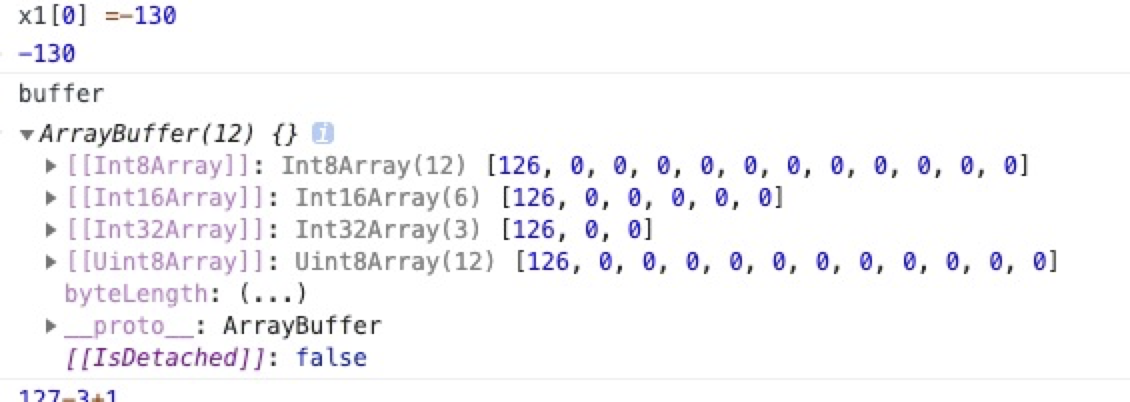 x1[0] =-130
-130
buffer
▼ArrayBuffer(12) {} i
▶[[Int8Array]]: Int8Array(12) [126, 0, 0, 0, 0, 0, 0, 0, 0, 0, 0, 0]
▶[[Int16Array]]: Int16Array(6) [126, 0, 0, 0, 0, 0]
▶[[Int32Array]]: Int32Array(3) [126, 0, 0]
▶[[Uint8Array]]: Uint8Array(12) [126, 0, 0, 0, 0, 0, 0, 0, 0, 0, 0, 0]
byteLength: (...)
▶__proto__: ArrayBuffer
[[IsDetached]]: false
127-3+1